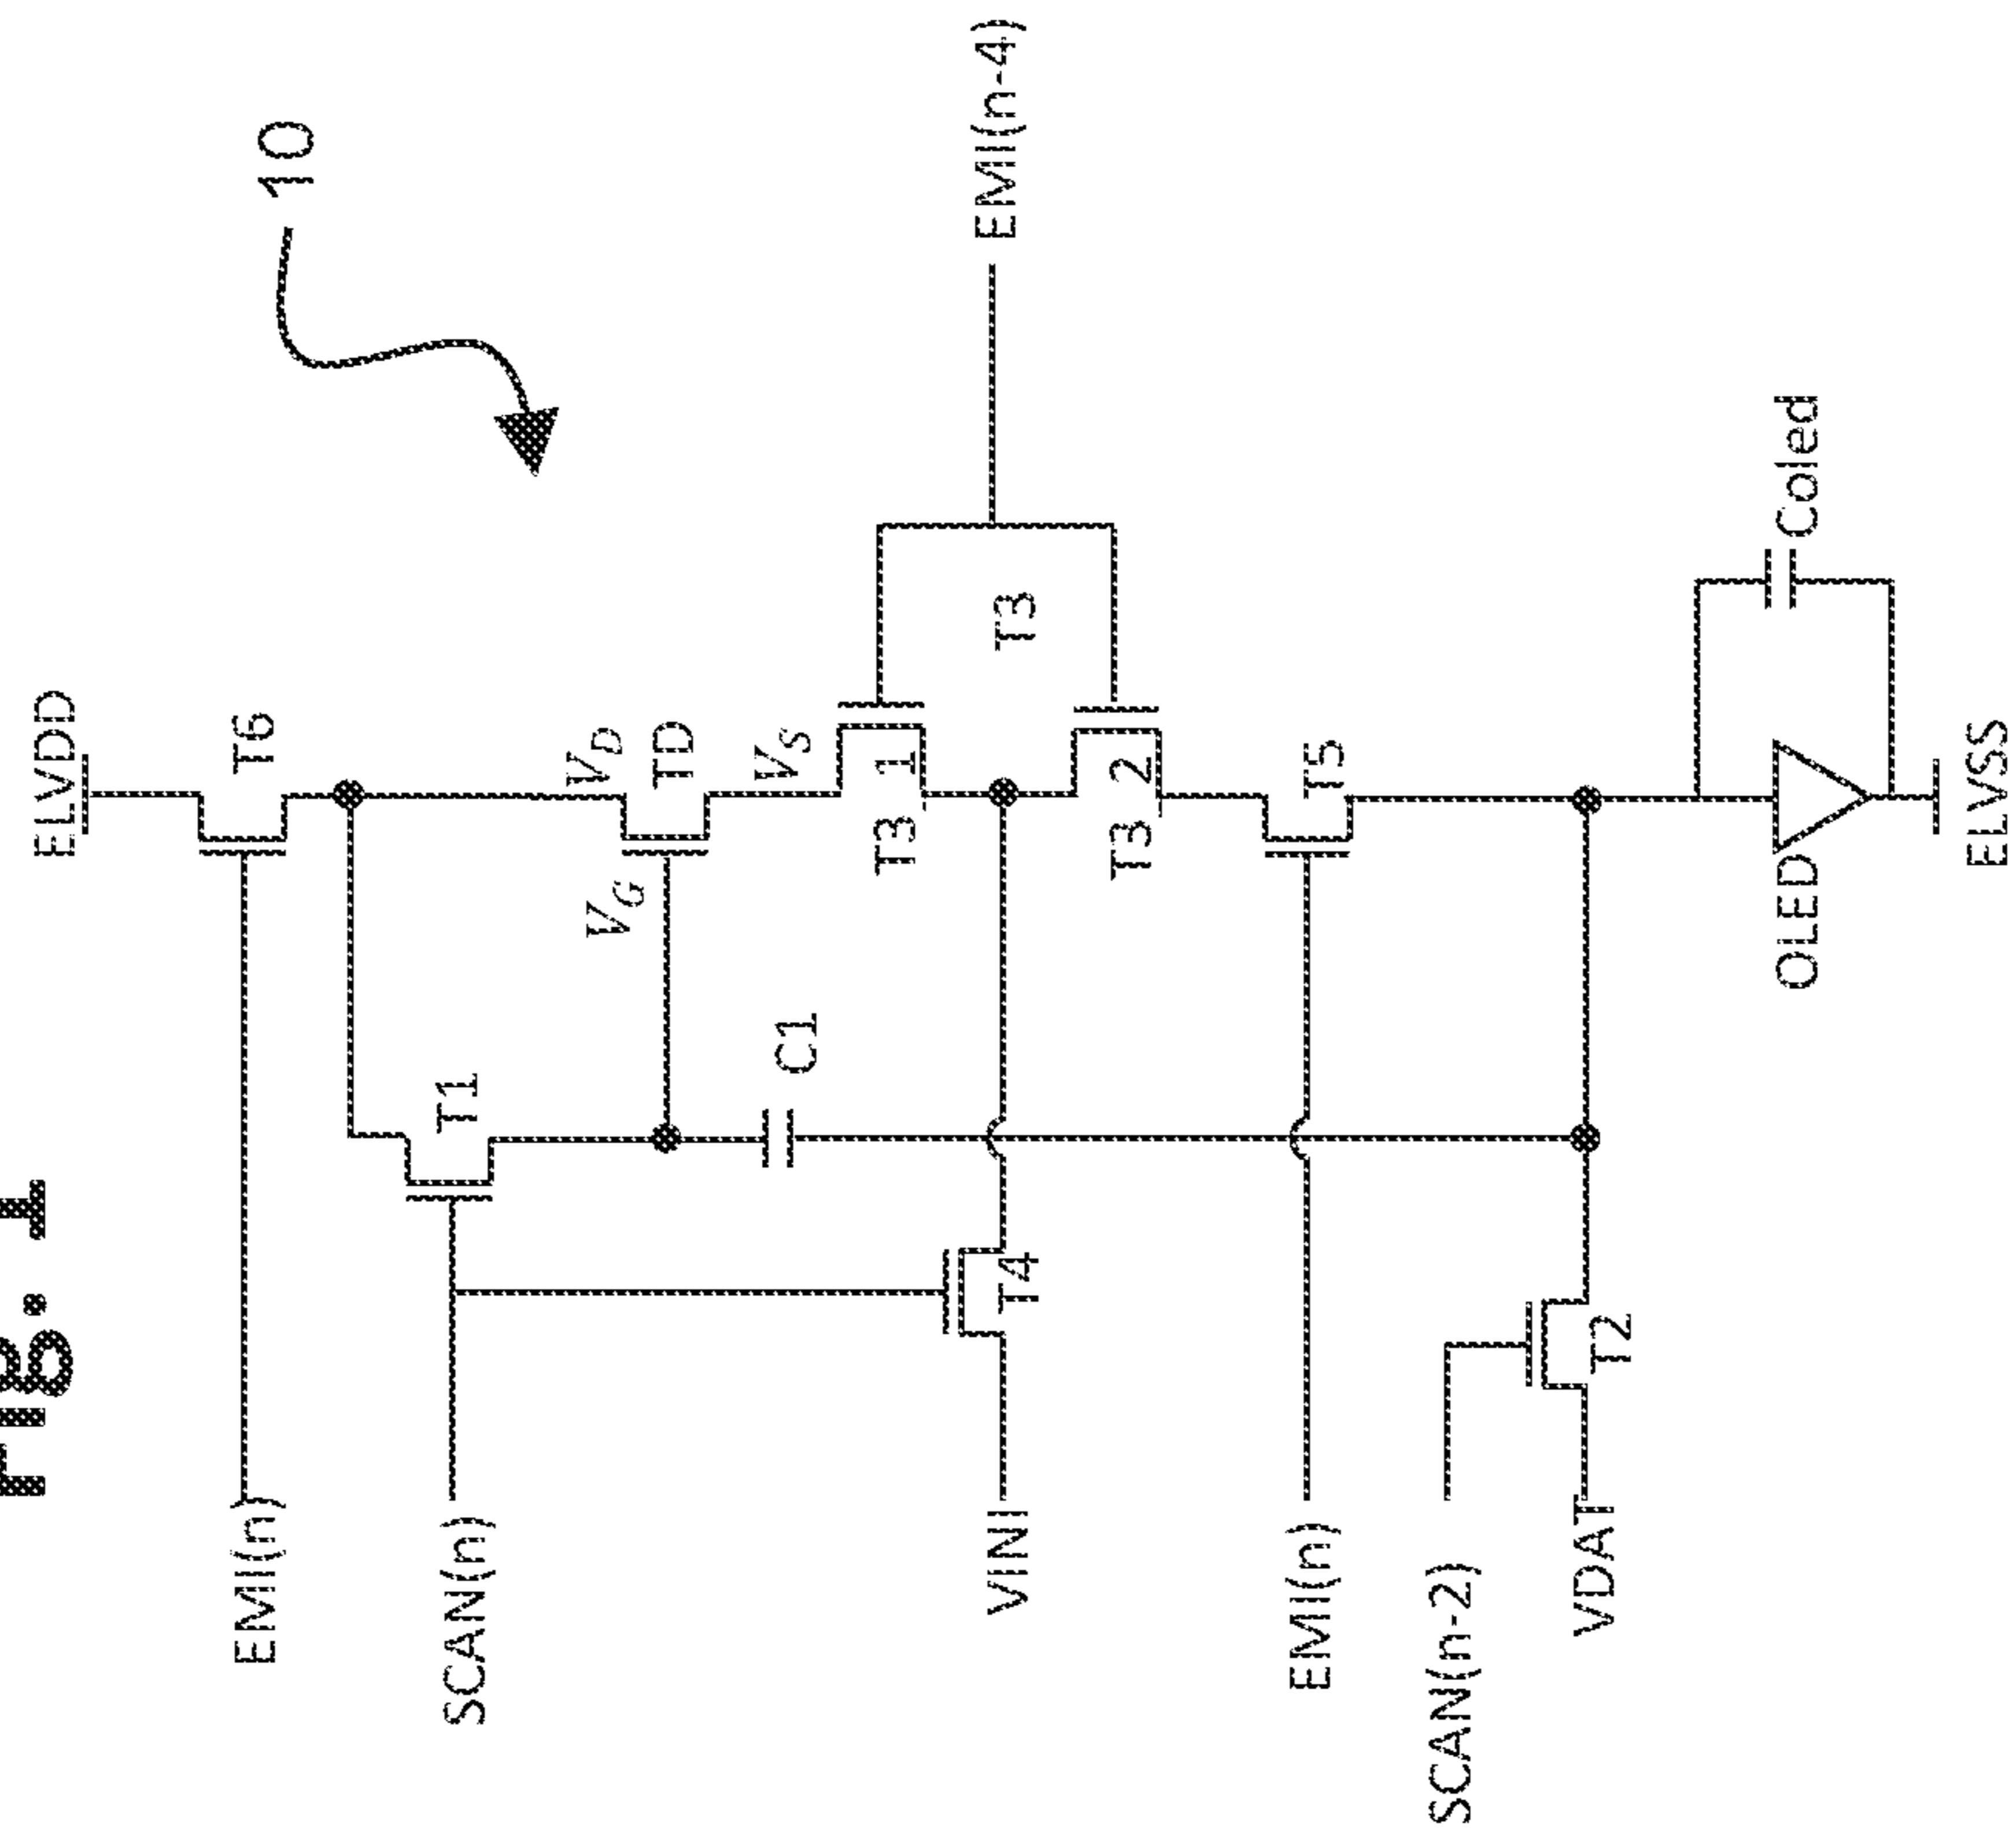 Fig. 1
10
ELVDD
T6
EMI(n)
T1
SCAN(n)
V_D
TD
V_G
V_S
C1
T3_1
T3
EMI(n-4)
T4
VINI
T3_2
T5
EMI(n)
SCAN(n-2)
T2
VDAT
OLED
Coled
ELVSS